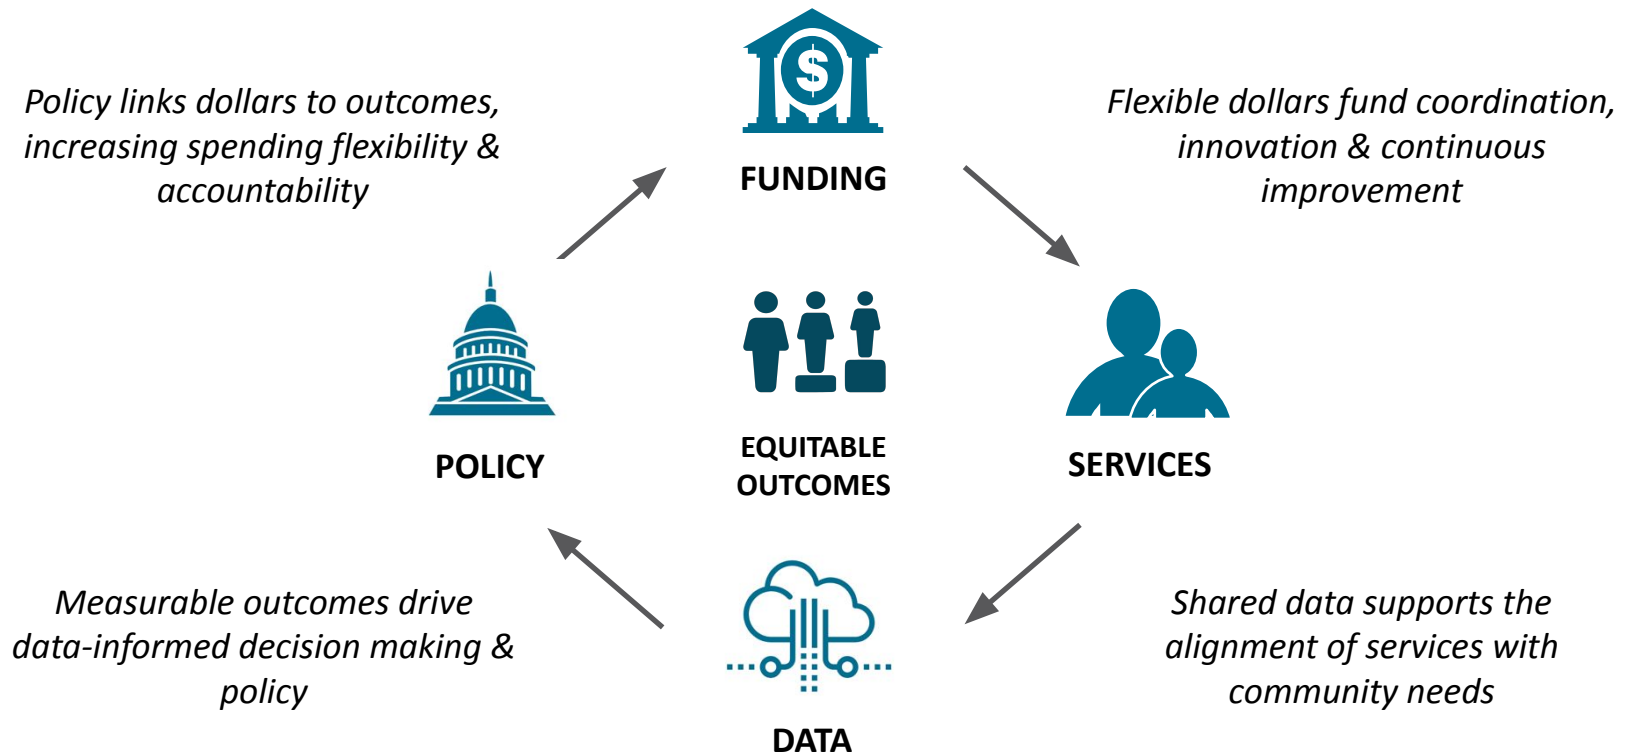 Policy links dollars to outcomes,
increasing spending flexibility &
accountability
$
FUNDING
Flexible dollars fund coordination,
innovation & continuous
improvement
POLICY
EQUITABLE
OUTCOMES
SERVICES
Measurable outcomes drive
data-informed decision making &
policy
DATA
Shared data supports the
alignment of services with
community needs